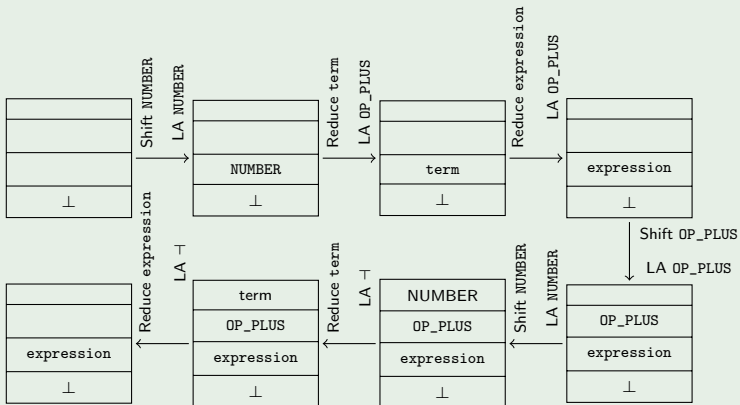 Shift NUMBER
LA NUMBER
Reduce term
LA OP_PLUS
Reduce expression
LA OP_PLUS
⊥
NUMBER
⊥
term
⊥
expression
⊥
Shift OP_PLUS
LA OP_PLUS
OP_PLUS
expression
⊥
Shift NUMBER
LA NUMBER
NUMBER
OP_PLUS
expression
⊥
Reduce term
LA ⊤
term
OP_PLUS
expression
⊥
Reduce expression
LA ⊤
expression
⊥